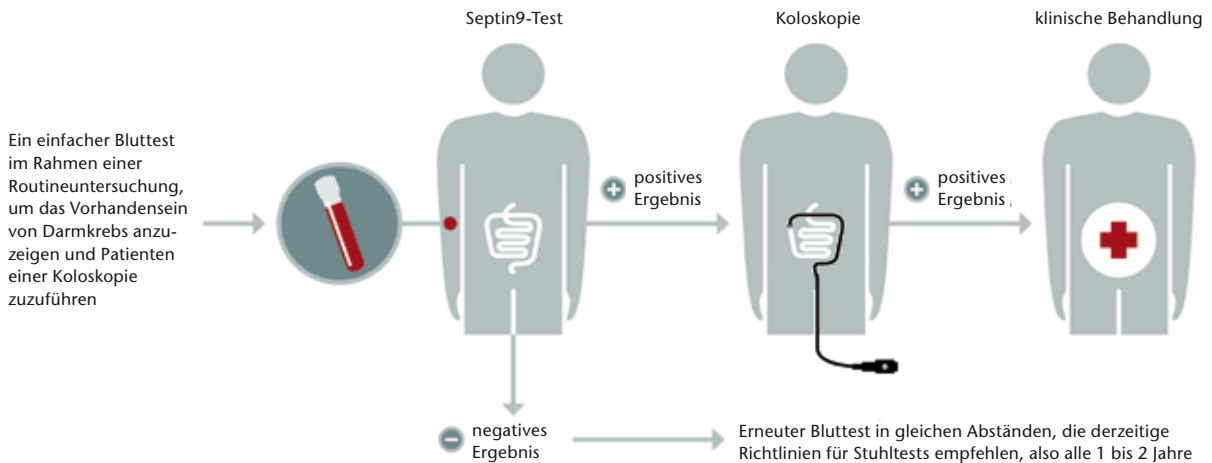 Septin9-Test
Koloskopie
klinische Behandlung
Ein einfacher Bluttest
im Rahmen einer
Routineuntersuchung,
um das Vorhandensein
von Darmkrebs anzu-
zeigen und Patienten
einer Koloskopie
zuzuführen
positives
Ergebnis
positives
Ergebnis
negatives
Ergebnis
Erneuter Bluttest in gleichen Abständen, die derzeitige
Richtlinien für Stuhltests empfehlen, also alle 1 bis 2 Jahre